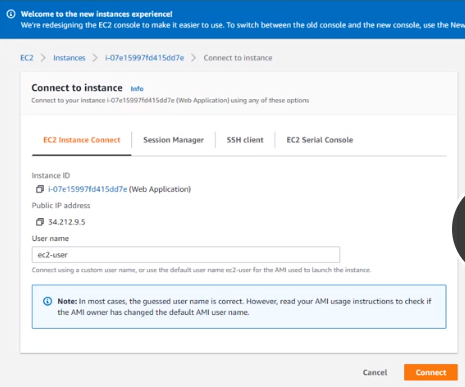 Welcome to the new instances experience!
We're redesigning the EC2 console to make it easier to use. To switch between the old console and the new console, use the New
EC2 > Instances > i-07e15997fd415dd7e > Connect to instance
Connect to instance Info
Connect to your instance i-07e15997fd415dd7e (Web Application) using any of these options
EC2 Instance Connect Session Manager SSH client EC2 Serial Console
Instance ID
i-07e15997fd415dd7e (Web Application)
Public IP address
34.212.9.5
User name
ec2-user
Connect using a custom user name, or use the default user name ec2-user for the AMI used to launch the instance.
Note: In most cases, the guessed user name is correct. However, read your AMI usage instructions to check if
the AMI owner has changed the default AMI user name.
Cancel Connect